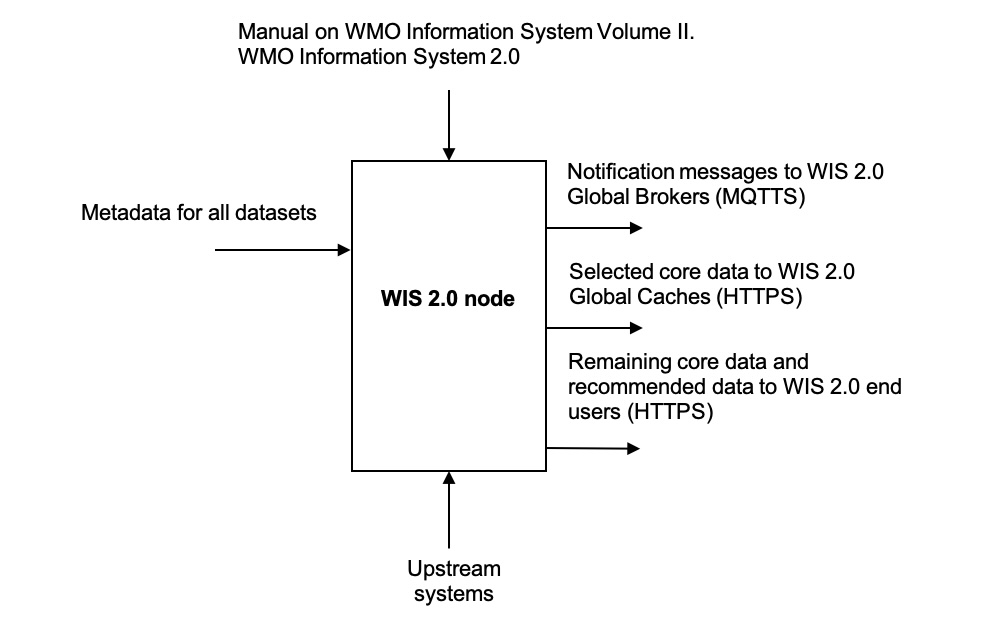 Manual on WMO Information System Volume II.
WMO Information System 2.0
Notification messages to WIS 2.0
Global Brokers (MQTTS)
Metadata for all datasets
Selected core data to WIS 2.0
Global Caches (HTTPS)
WIS 2.0 node
Remaining core data and
recommended data to WIS 2.0 end
users (HTTPS)
Upstream
systems